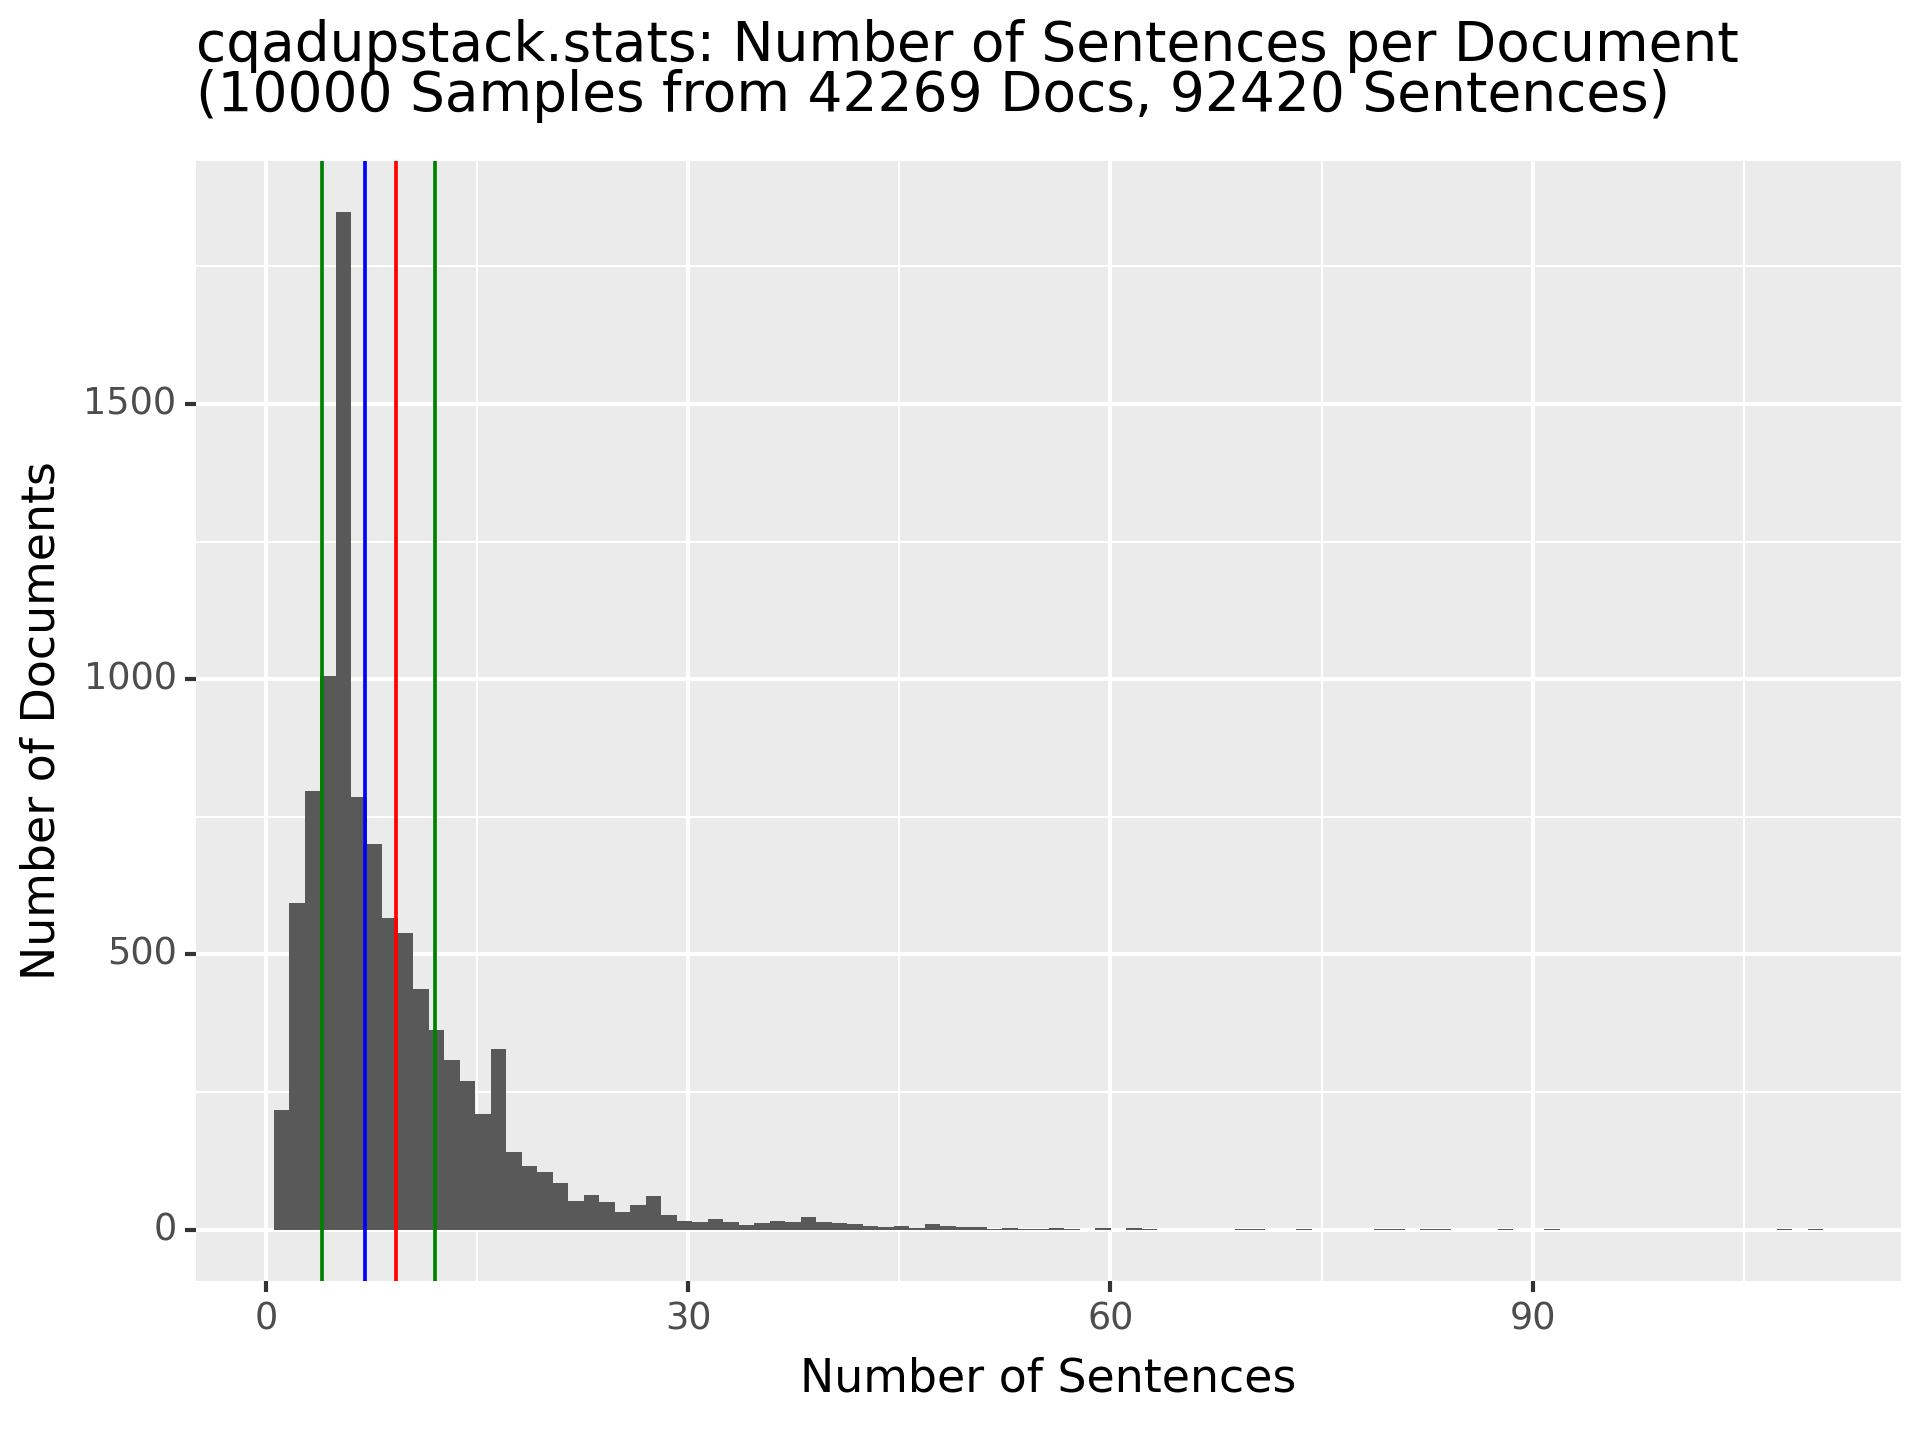 cqadupstack.stats: Number of Sentences per Document
(10000 Samples from 42269 Docs, 92420 Sentences)
Number of Documents
1500
1000
500
0
0 30 60 90
Number of Sentences